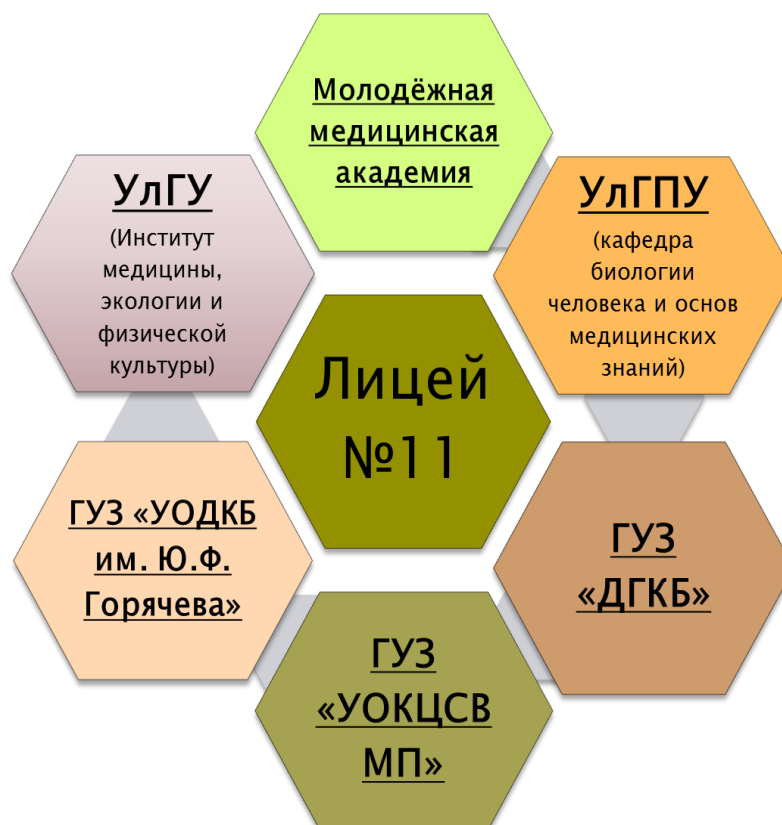 Молодёжная
медицинская
академия
УлГУ
(Институт
медицины,
экологии и
физической
культуры)
УлГПУ
(кафедра
биологии
человека и основ
медицинских
знаний)
Лицей
№11
ГУЗ «УОДКБ
им. Ю.Ф.
Горячева»
ГУЗ
«ДГКБ»
ГУЗ
«УОКЦСВ
МП»